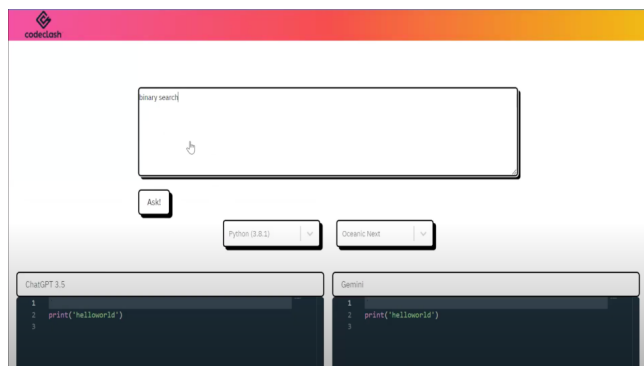 codeclash
binary search
Ask!
Python (3.8.1)
Oceanic Next
ChatGPT 3.5
Gemini
1
2 print('helloworld')
3
1
2 print('helloworld')
3